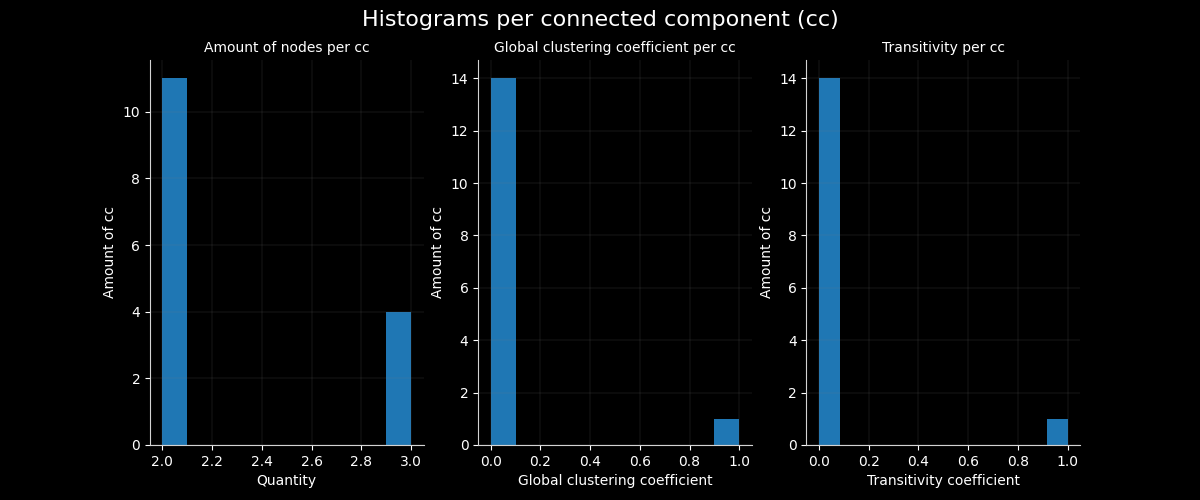 Histograms per connected component (cc)
Amount of nodes per cc
Global clustering coefficient per cc
Transitivity per cc
Amount of cc
10
8
6
4
2
0
2.0 2.2 2.4 2.6 2.8 3.0
Quantity
Amount of cc
14
12
10
8
6
4
2
0
0.0 0.2 0.4 0.6 0.8 1.0
Global clustering coefficient
Amount of cc
14
12
10
8
6
4
2
0
0.0 0.2 0.4 0.6 0.8 1.0
Transitivity coefficient